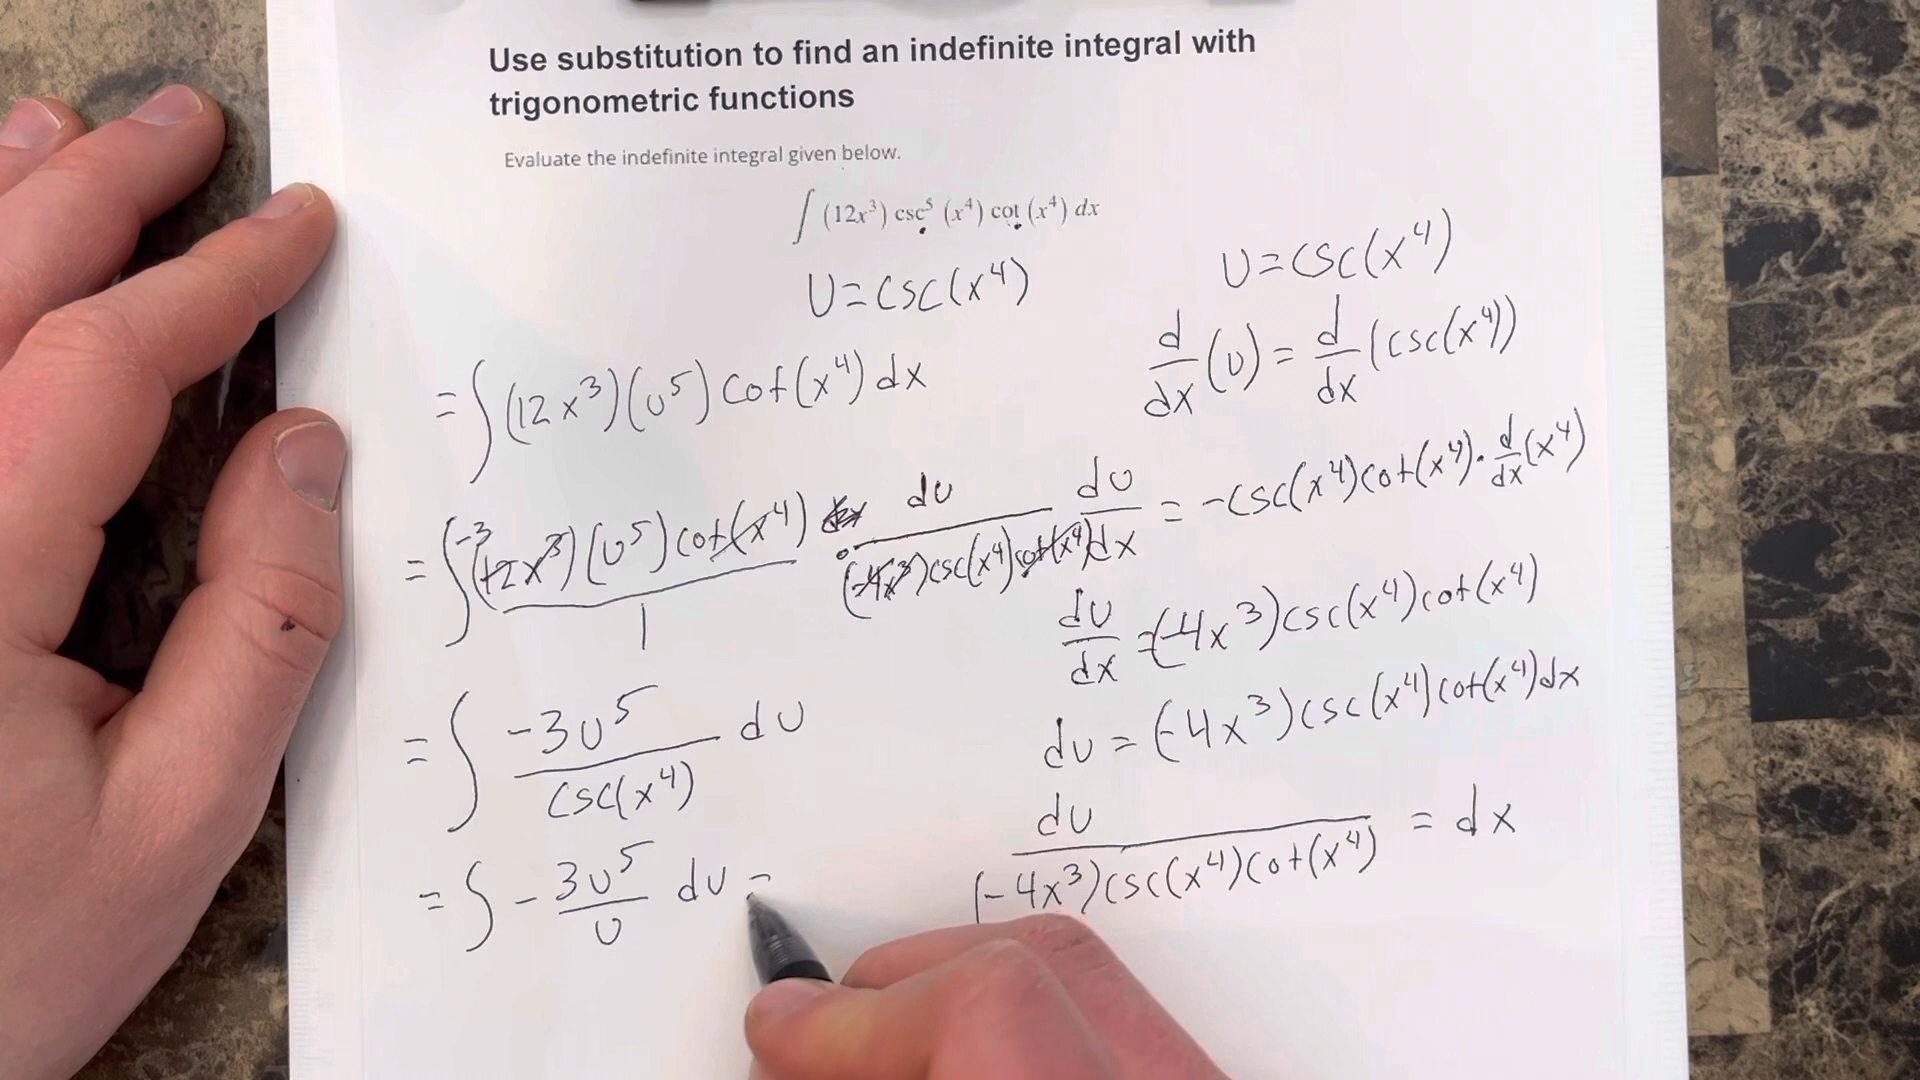 Use substitution to find an indefinite integral with
trigonometric functions
Evaluate the indefinite integral given below.
∫ (12x³) csc⁵ (x⁴) cot (x⁴) dx
U=csc(x⁴)
=∫(12x³)(u⁵)cot(x⁴)dx
=∫ (-3 12x³)(u⁵)cot(x⁴)/1 dx · du/((-4x³)csc(x⁴)cot(x⁴))
=∫ -3u⁵/csc(x⁴) du
=∫ -3u⁵/u du =
U=csc(x⁴)
d/dx (u) = d/dx (csc(x⁴))
du/dx = -csc(x⁴)cot(x⁴)·d/dx(x⁴)
du/dx =(-4x³)csc(x⁴)cot(x⁴)
du = (-4x³)csc(x⁴)cot(x⁴)dx
du/((-4x³)csc(x⁴)cot(x⁴)) = dx